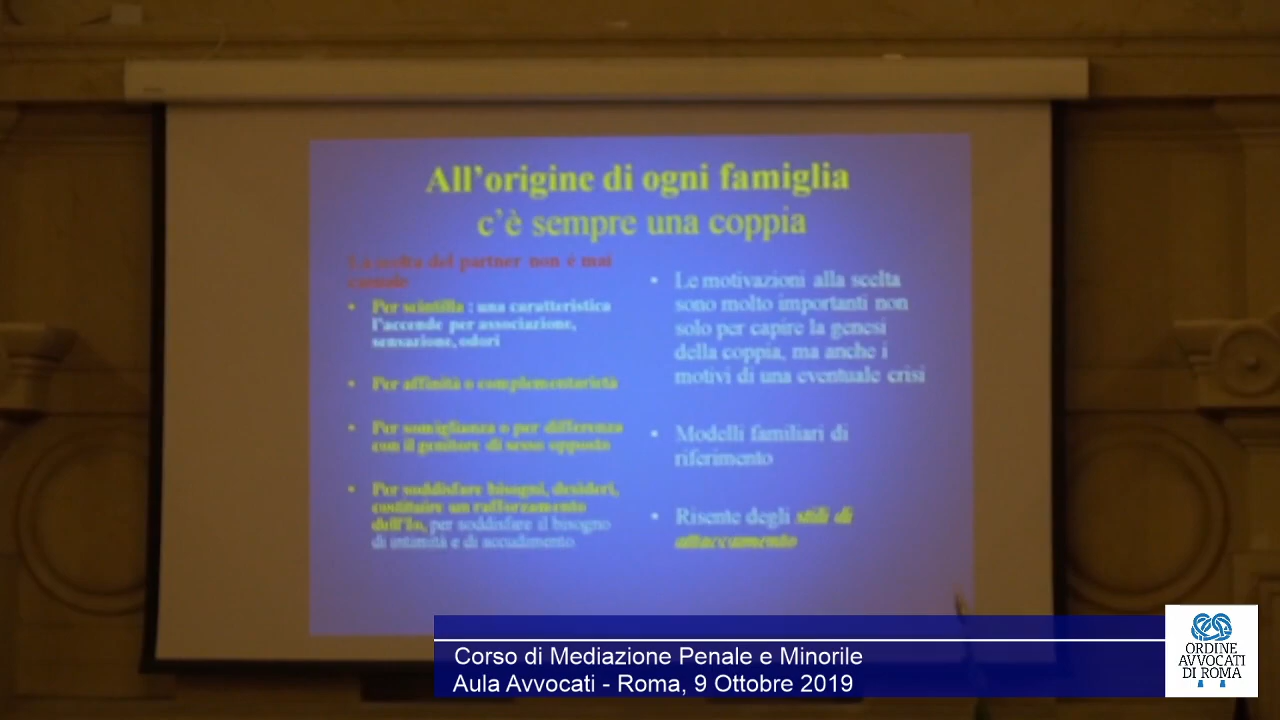 All'origine di ogni famiglia
c'è sempre una coppia
La scelta del partner non è mai
casuale
• Per scintilla : una caratteristica
l'accende per associazione,
sensazione, odori
• Per affinità o complementarietà
• Per somiglianza o per differenza
con il genitore di sesso opposto
• Per soddisfare bisogni, desideri,
costituire un rafforzamento
dell'Io, per soddisfare il bisogno
di intimità e di accudimento.
• Le motivazioni alla scelta
sono molto importanti non
solo per capire la genesi
della coppia, ma anche i
motivi di una eventuale crisi
• Modelli familiari di
riferimento
• Risente degli stili di
attaccamento
Corso di Mediazione Penale e Minorile
Aula Avvocati - Roma, 9 Ottobre 2019
ORDINE
AVVOCATI
DI ROMA